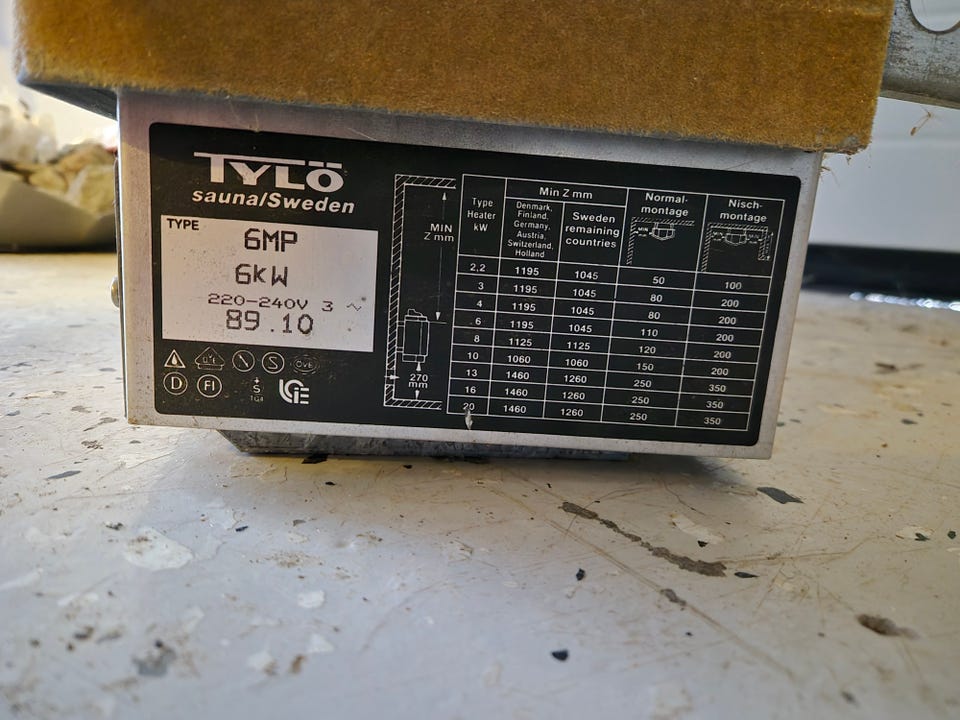 TYLÖ
sauna/Sweden
TYPE
6MP
6kW
220-240V 3 ~
89.10
D
FI
S
MIN
Z mm
270
mm
Type
Heater
kW
Min Z mm
Denmark,
Finland,
Germany,
Austria,
Switzerland,
Holland
Sweden
remaining
countries
Normal-
montage
MIN
Nisch-
montage
MIN
2,2 1195 1045 50 100
3 1195 1045 80 200
4 1195 1045 80 200
6 1195 1045 110 200
8 1125 1125 120 200
10 1060 1060 150 200
13 1460 1260 250 350
16 1460 1260 250 350
20 1460 1260 250 350